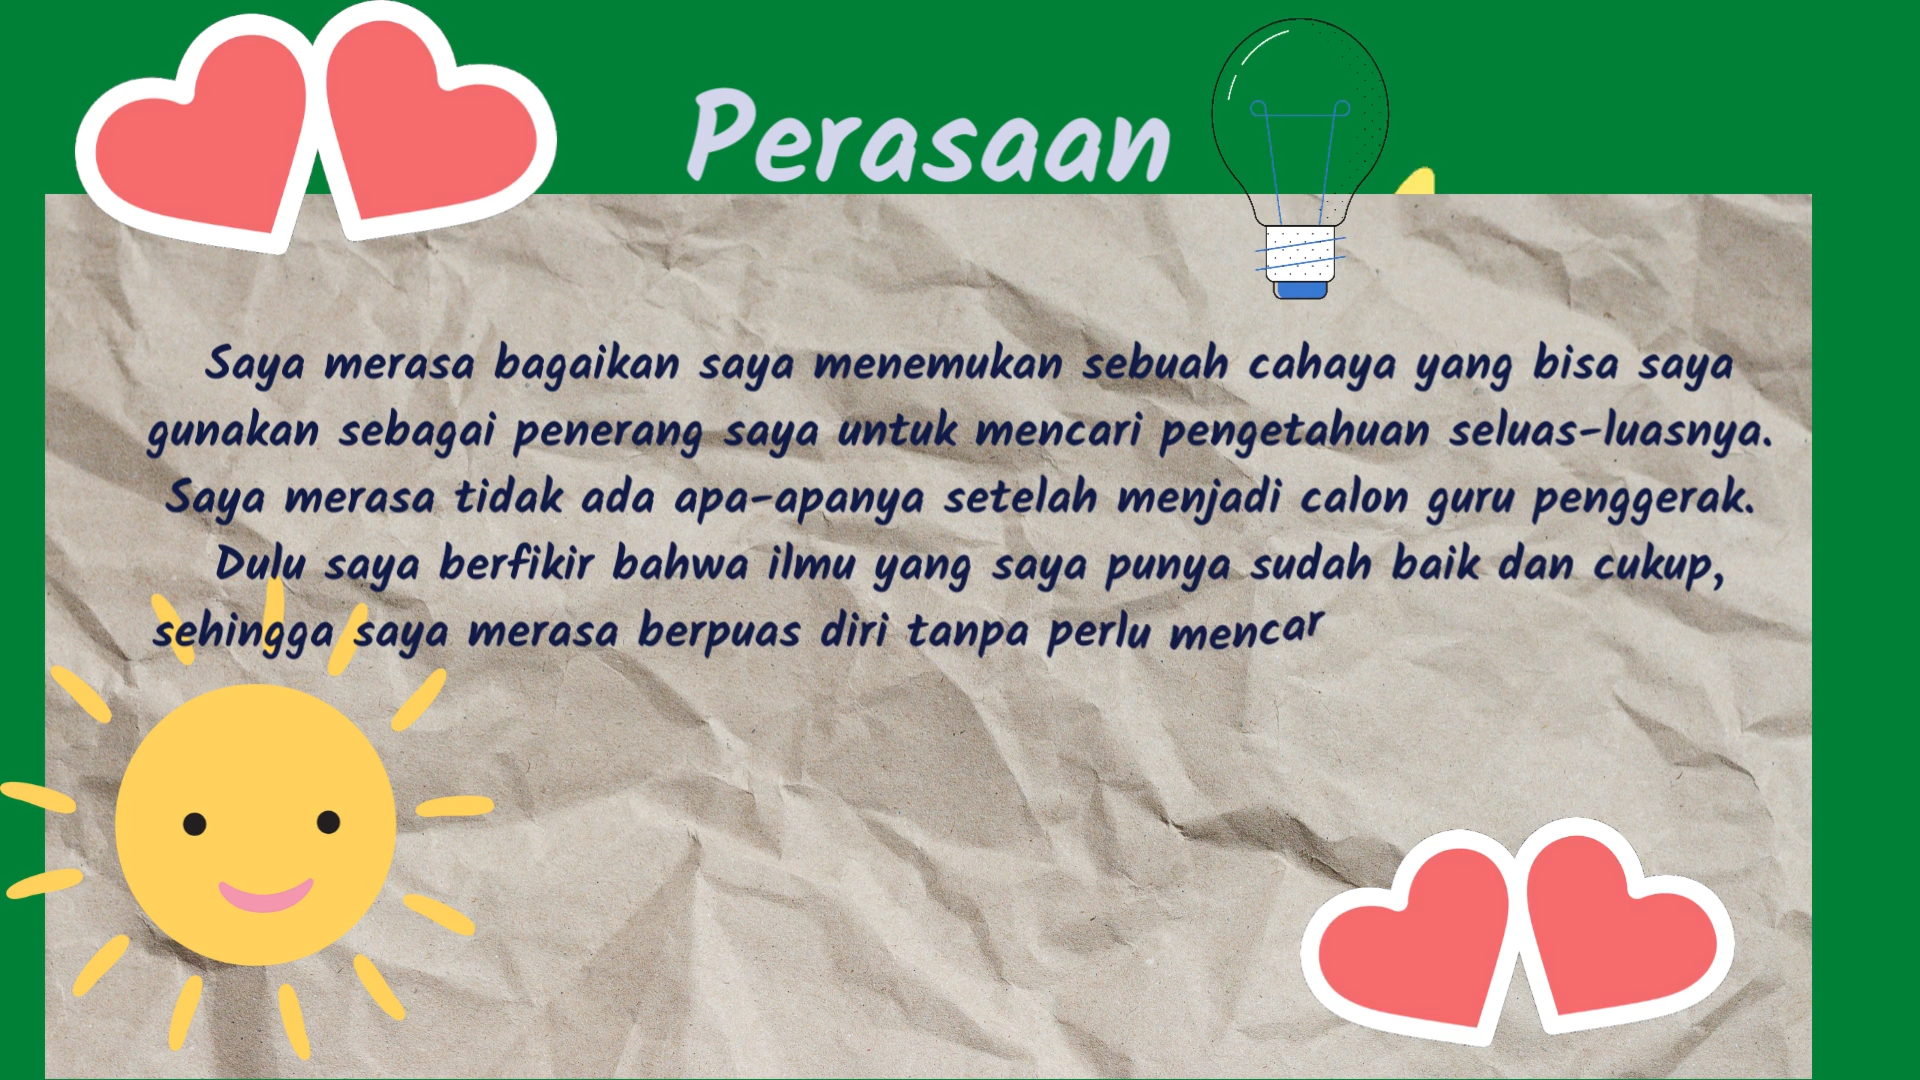 Perasaan
Saya merasa bagaikan saya menemukan sebuah cahaya yang bisa saya
gunakan sebagai penerang saya untuk mencari pengetahuan seluas-luasnya.
Saya merasa tidak ada apa-apanya setelah menjadi calon guru penggerak.
Dulu saya berfikir bahwa ilmu yang saya punya sudah baik dan cukup,
sehingga saya merasa berpuas diri tanpa perlu mencar